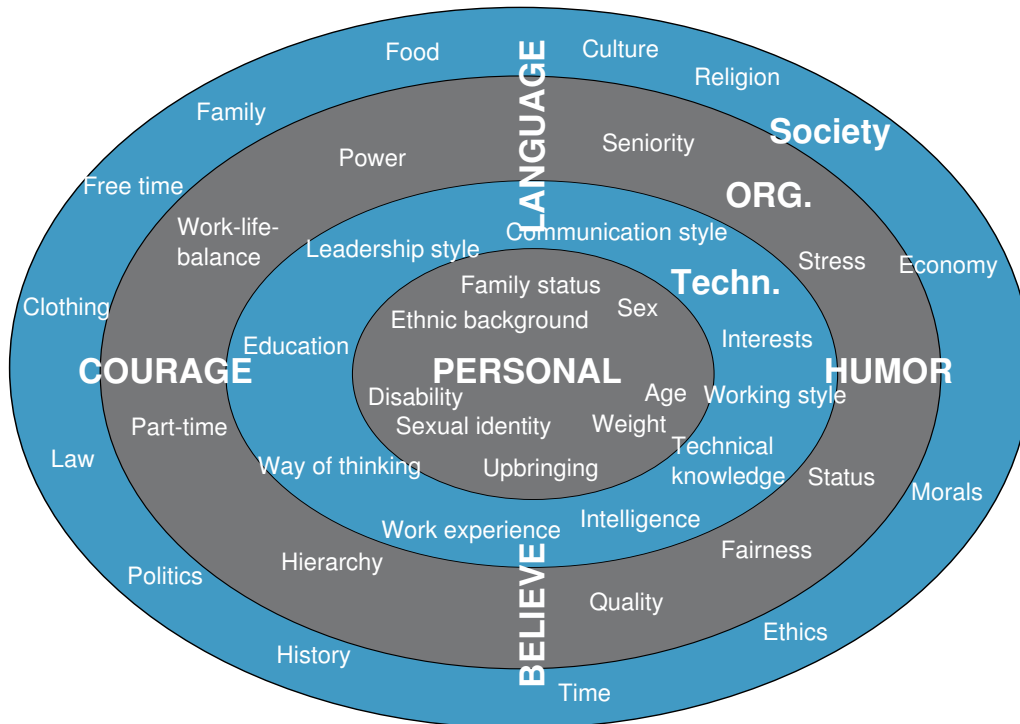 Food
Culture
Religion
Family
LANGUAGE
Society
Power
Seniority
Free time
ORG.
Work-life-
balance
Leadership style
Communication style
Stress
Economy
Family status
Techn.
Clothing
Ethnic background
Sex
Education
Interests
COURAGE
PERSONAL
HUMOR
Disability
Age
Working style
Part-time
Sexual identity
Weight
Law
Way of thinking
Upbringing
Technical
knowledge
Status
Morals
Work experience
Intelligence
Hierarchy
Fairness
Politics
BELIEVE
Quality
Ethics
History
Time